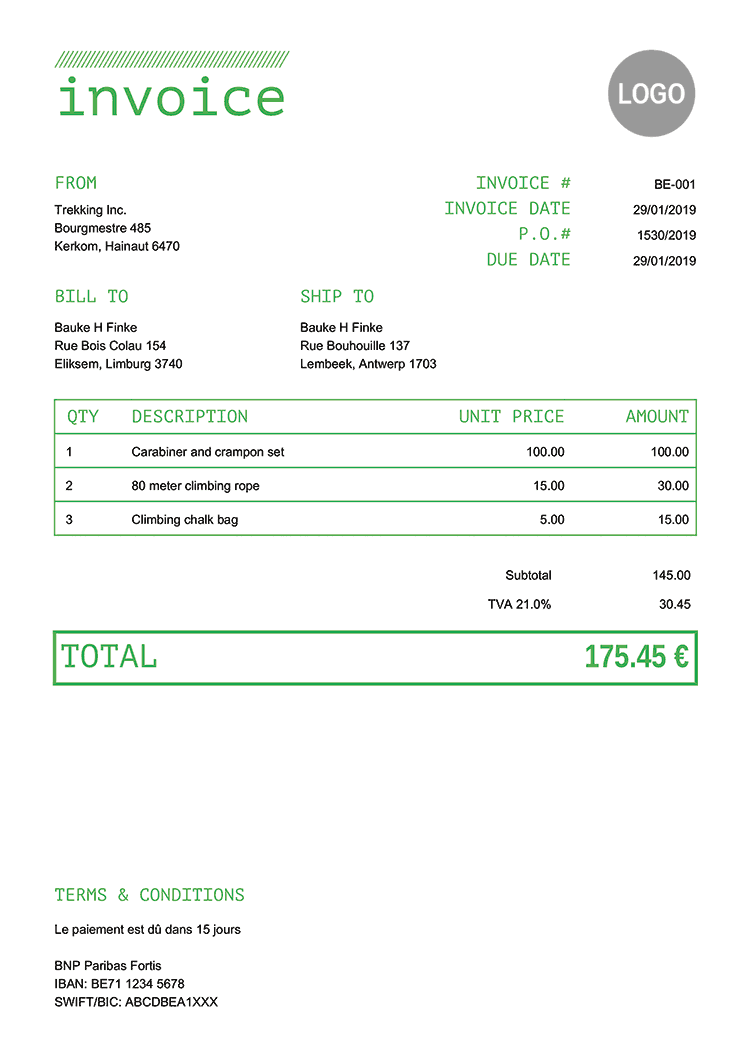 invoice
LOGO
FROM
Trekking Inc.
Bourgmestre 485
Kerkom, Hainaut 6470
INVOICE # BE-001
INVOICE DATE 29/01/2019
P.O.# 1530/2019
DUE DATE 29/01/2019
BILL TO
Bauke H Finke
Rue Bois Colau 154
Eliksem, Limburg 3740
SHIP TO
Bauke H Finke
Rue Bouhouille 137
Lembeek, Antwerp 1703
QTY DESCRIPTION UNIT PRICE AMOUNT
1 Carabiner and crampon set 100.00 100.00
2 80 meter climbing rope 15.00 30.00
3 Climbing chalk bag 5.00 15.00
Subtotal 145.00
TVA 21.0% 30.45
TOTAL 175.45 €
TERMS & CONDITIONS
Le paiement est dû dans 15 jours
BNP Paribas Fortis
IBAN: BE71 1234 5678
SWIFT/BIC: ABCDBEA1XXX